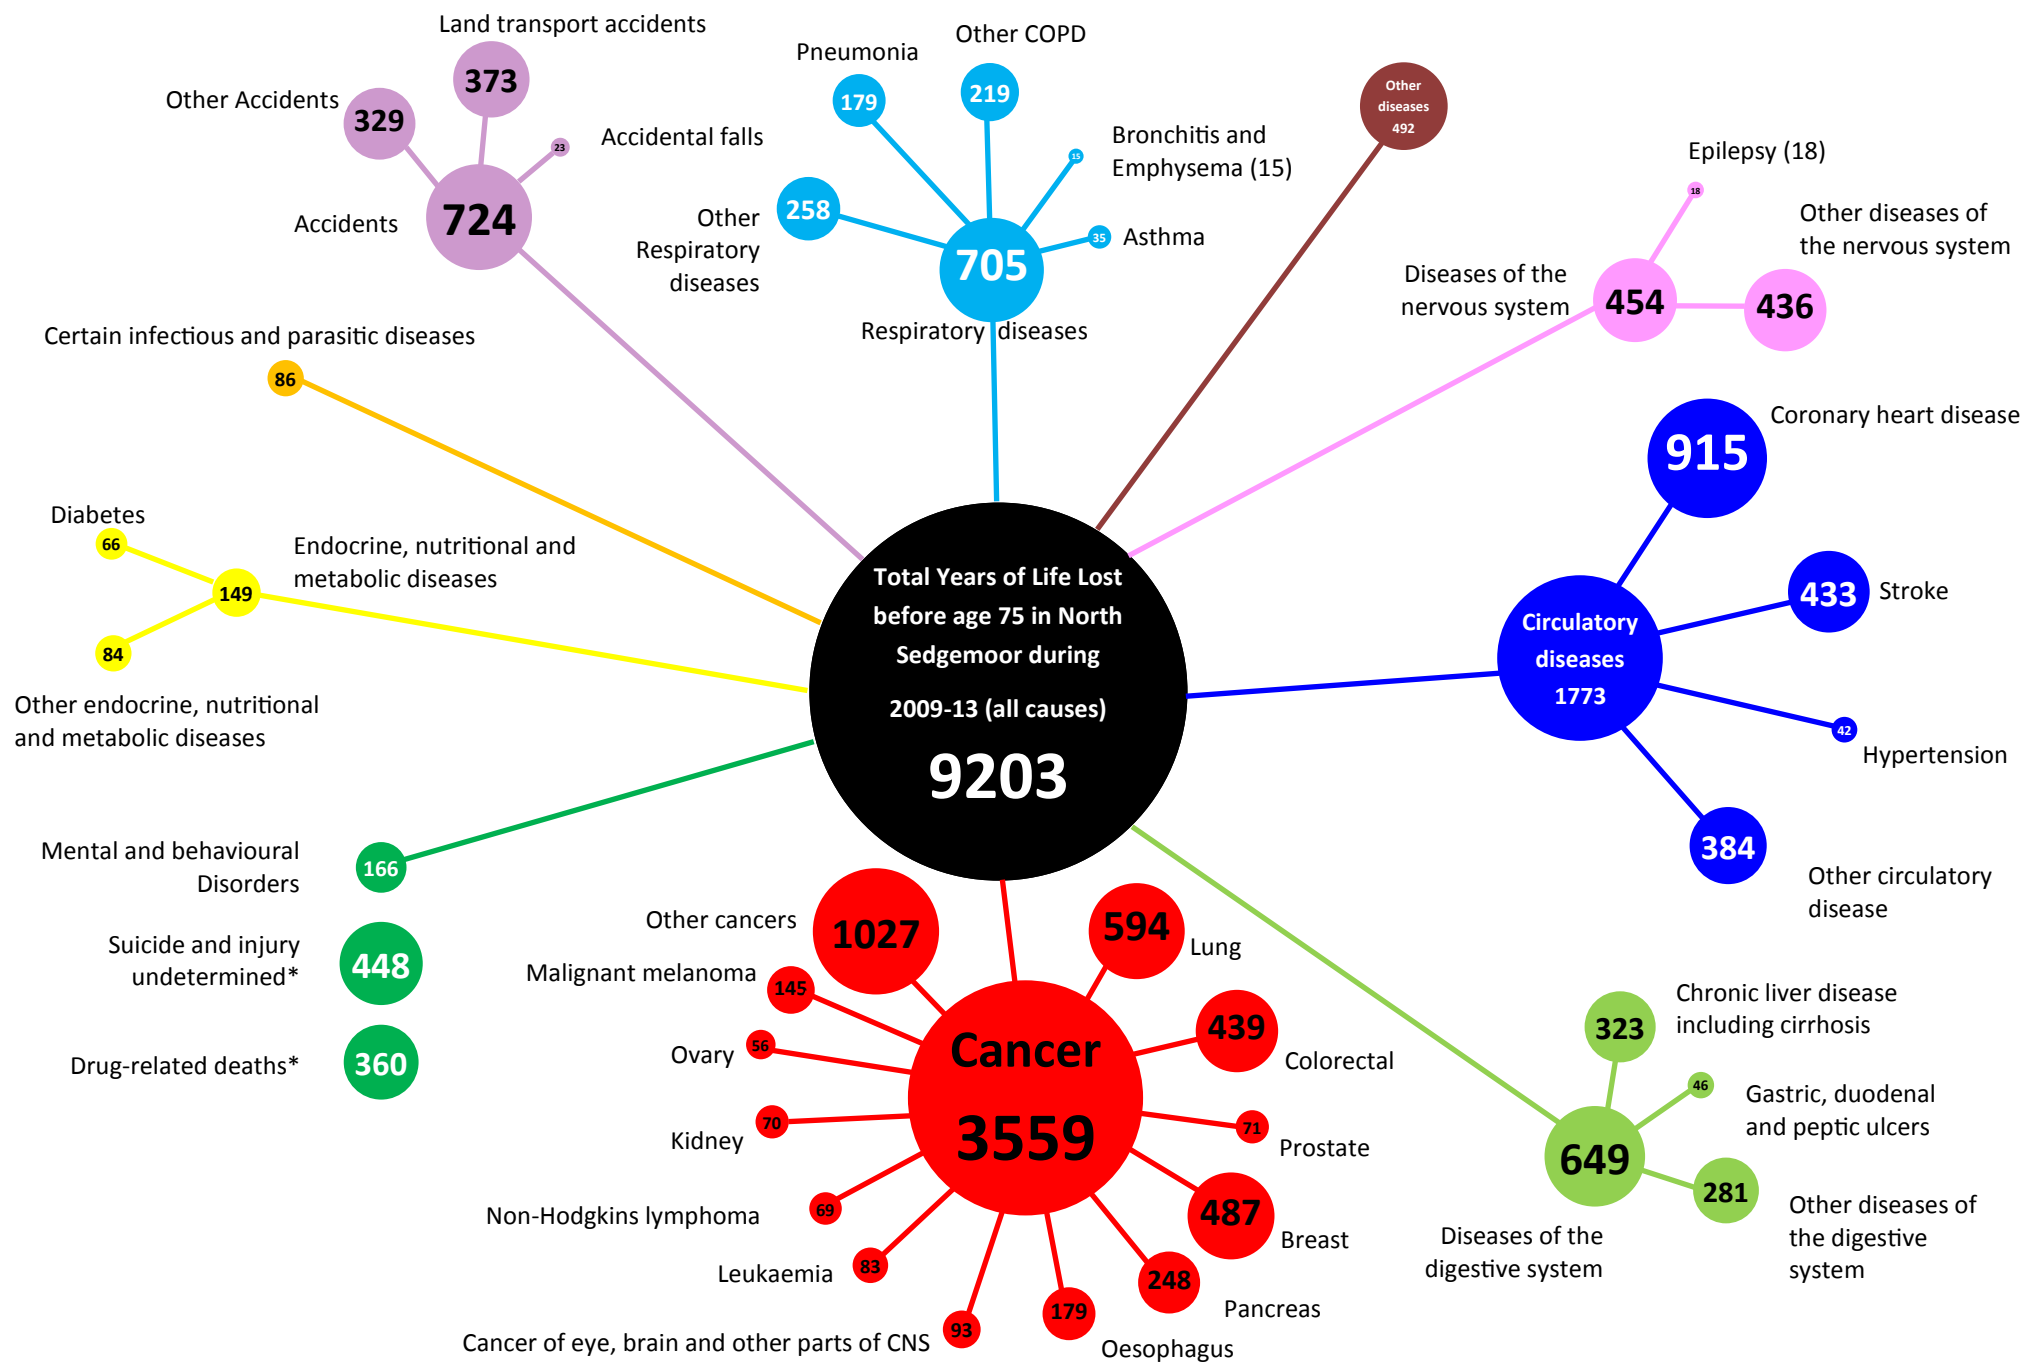 Land transport accidents
373
Other Accidents
329
23
Accidental falls
Accidents
724
Pneumonia
179
Other COPD
219
Bronchitis and
Emphysema (15)
15
Other
Respiratory
diseases
258
35
Asthma
705
Respiratory diseases
Other
diseases
492
Epilepsy (18)
18
Other diseases of
the nervous system
Diseases of the
nervous system
454
436
Certain infectious and parasitic diseases
86
Coronary heart disease
915
Stroke
433
Circulatory
diseases
1773
42
Hypertension
384
Other circulatory
disease
Diabetes
66
Endocrine, nutritional and
metabolic diseases
149
84
Other endocrine, nutritional
and metabolic diseases
Total Years of Life Lost
before age 75 in North
Sedgemoor during
2009-13 (all causes)
9203
Mental and behavioural
Disorders
166
Suicide and injury
undetermined*
448
Drug-related deaths*
360
Other cancers
1027
594
Lung
Malignant melanoma
145
439
Colorectal
Ovary
56
Cancer
3559
Kidney
70
71
Prostate
Non-Hodgkins lymphoma
69
487
Breast
Leukaemia
83
248
Pancreas
Cancer of eye, brain and other parts of CNS
93
179
Oesophagus
Chronic liver disease
including cirrhosis
323
46
Gastric, duodenal
and peptic ulcers
649
281
Diseases of the
digestive system
Other diseases of
the digestive
system